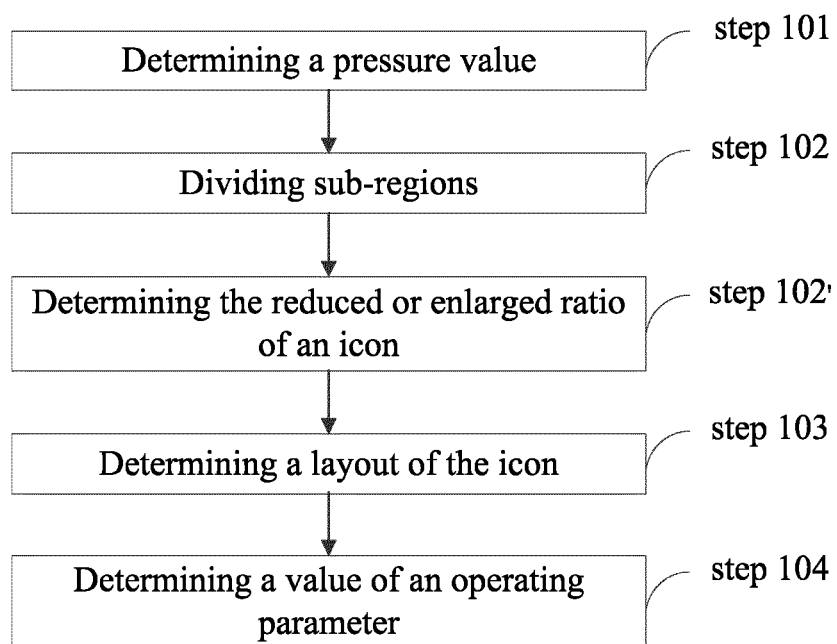 step 101
Determining a pressure value
step 102
Dividing sub-regions
step 102'
Determining the reduced or enlarged ratio
of an icon
step 103
Determining a layout of the icon
step 104
Determining a value of an operating
parameter